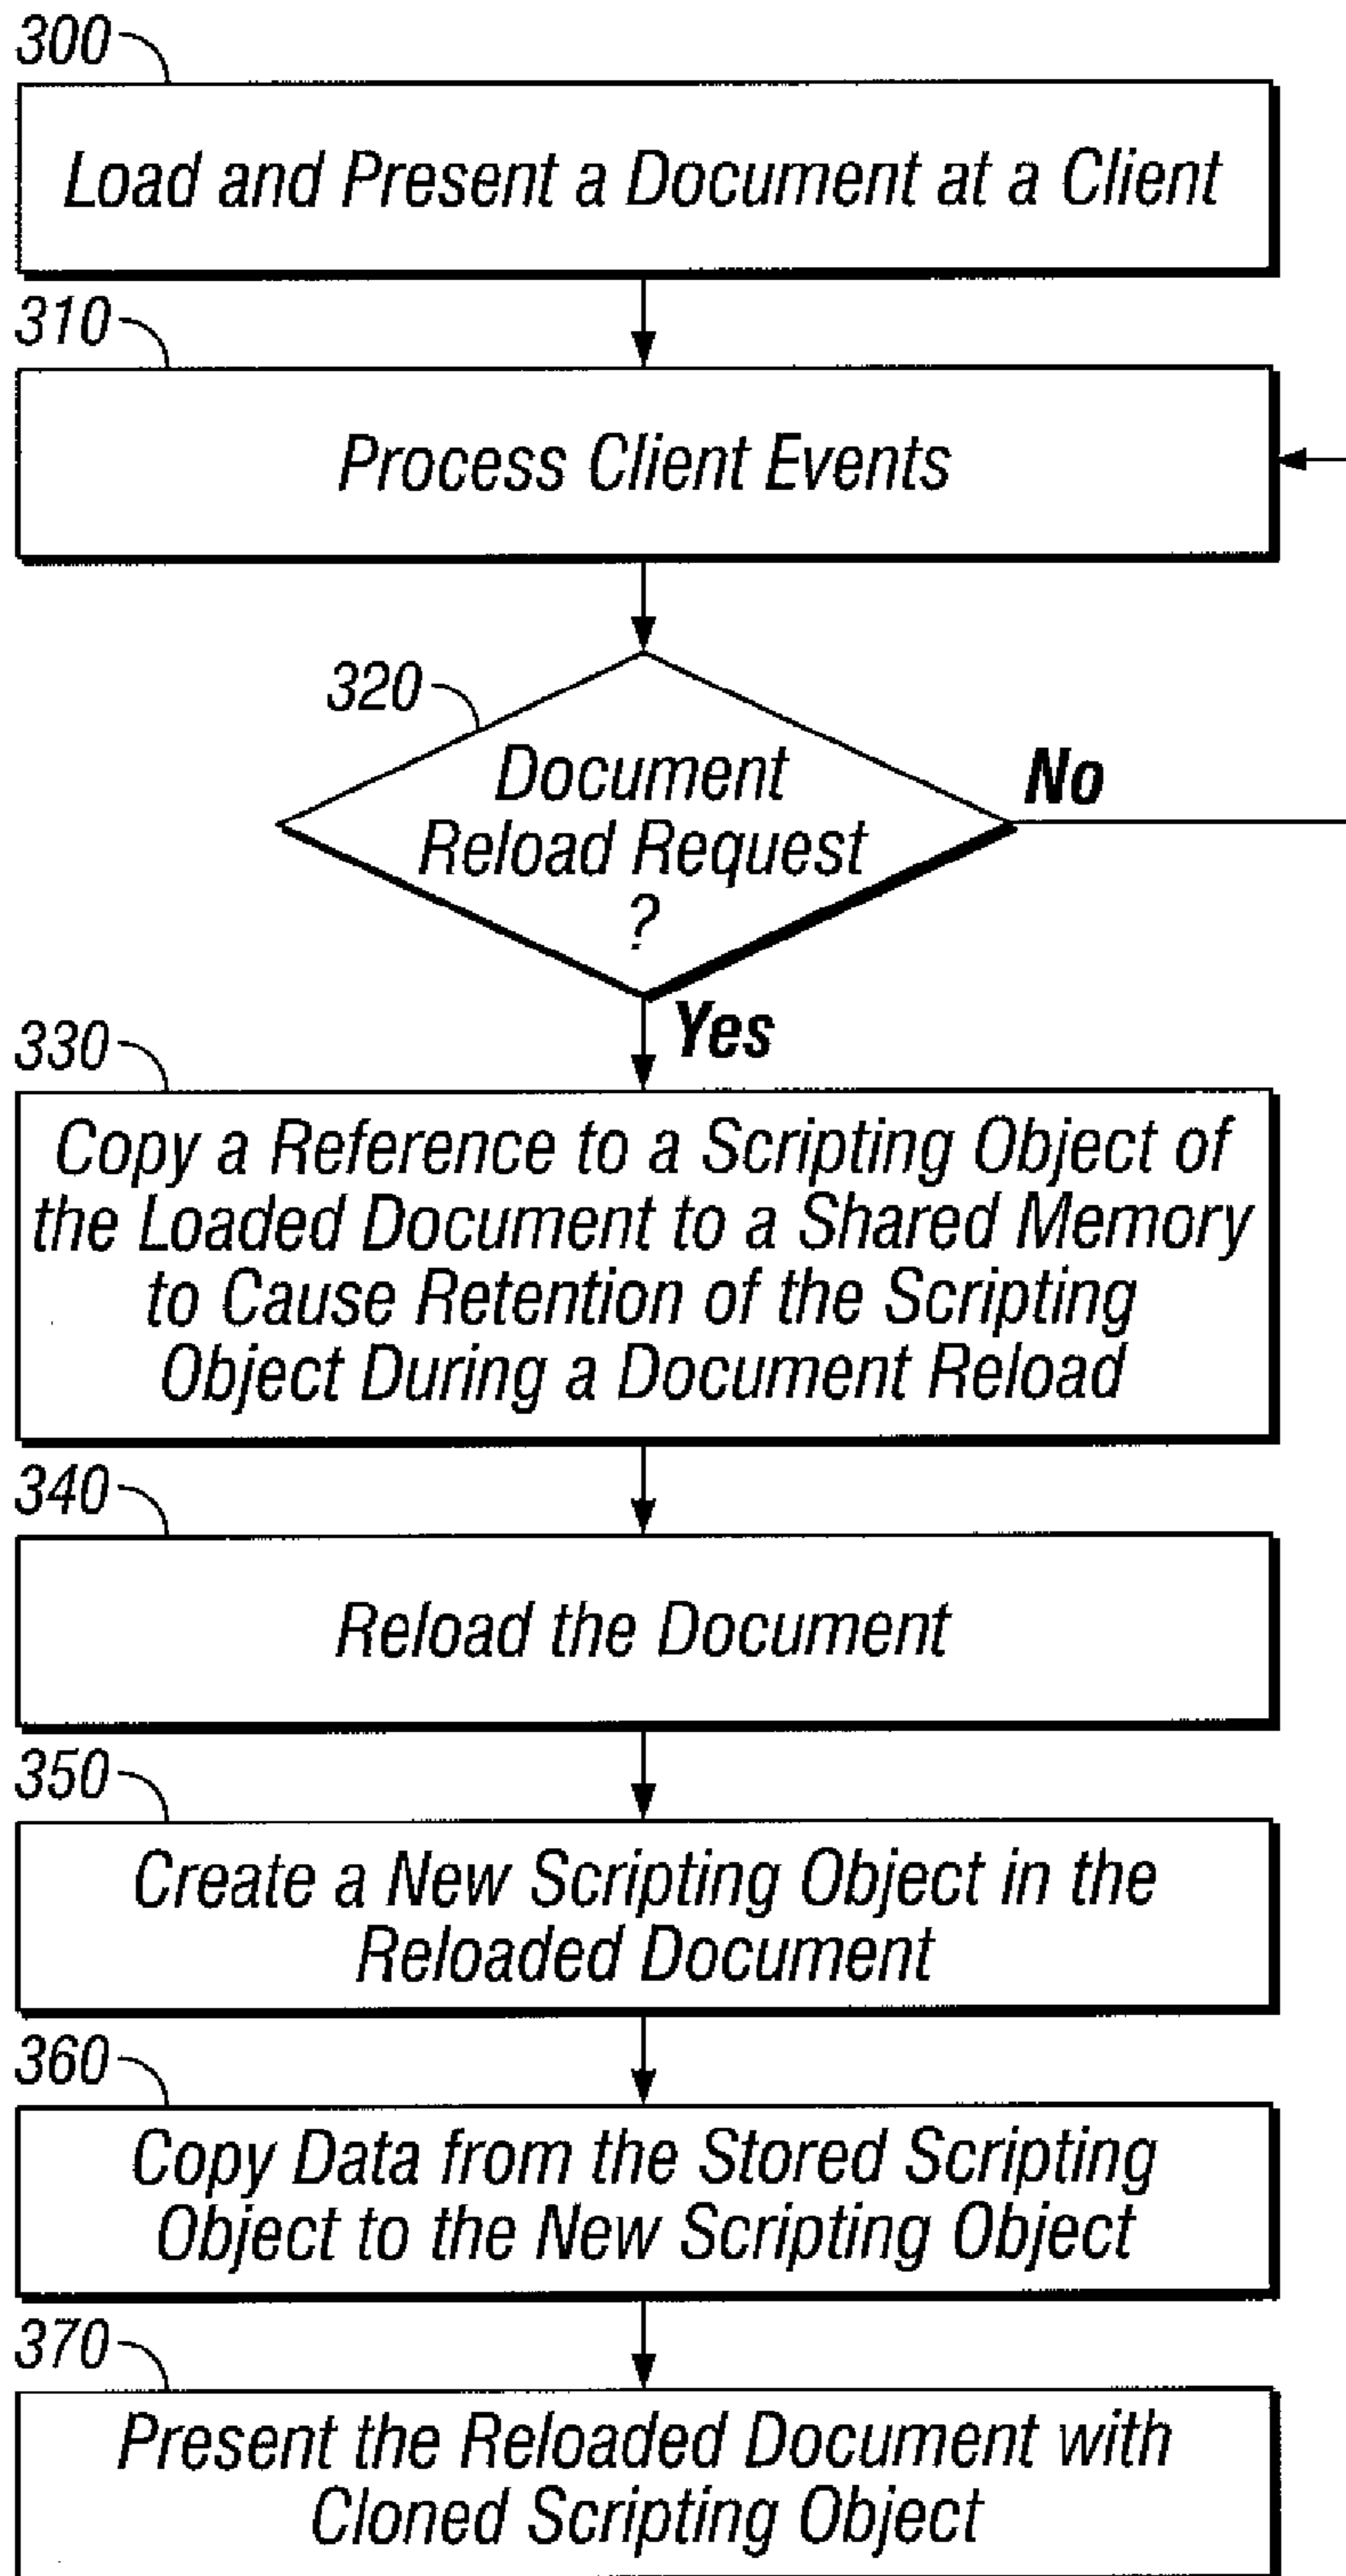 300
Load and Present a Document at a Client
310
Process Client Events
320
Document
Reload Request
?
No
Yes
330
Copy a Reference to a Scripting Object of
the Loaded Document to a Shared Memory
to Cause Retention of the Scripting
Object During a Document Reload
340
Reload the Document
350
Create a New Scripting Object in the
Reloaded Document
360
Copy Data from the Stored Scripting
Object to the New Scripting Object
370
Present the Reloaded Document with
Cloned Scripting Object